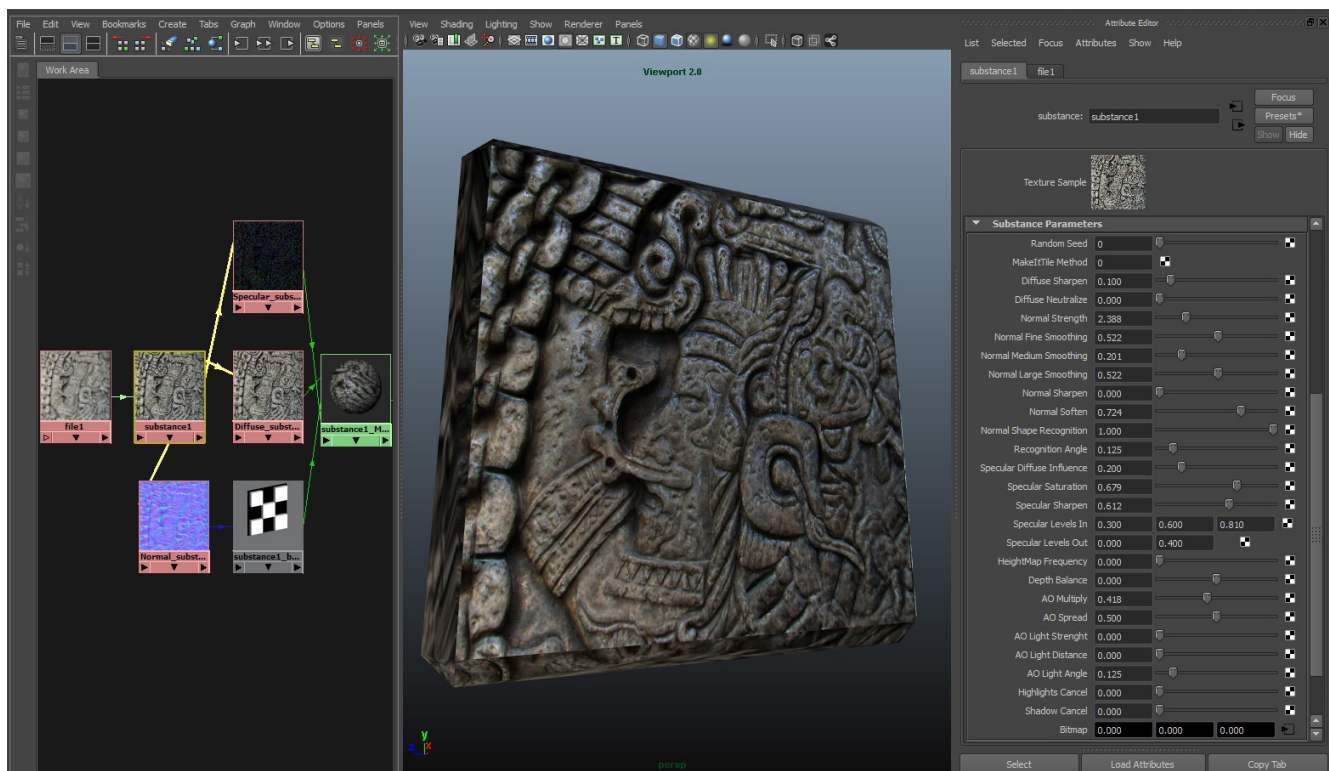 File Edit View Bookmarks Create Tabs Graph Window Options Panels
Work Area
Specular_subs...
file1
substance1
Diffuse_subst...
substance1_M...
Normal_subst...
substance1_b...
View Shading Lighting Show Renderer Panels
Viewport 2.0
y
z x
persp
Attribute Editor
List Selected Focus Attributes Show Help
substance1 file1
Focus
substance: substance1
Presets*
Show Hide
Texture Sample
Substance Parameters
Random Seed 0
MakeItTile Method 0
Diffuse Sharpen 0.100
Diffuse Neutralize 0.000
Normal Strength 2.388
Normal Fine Smoothing 0.522
Normal Medium Smoothing 0.201
Normal Large Smoothing 0.522
Normal Sharpen 0.000
Normal Soften 0.724
Normal Shape Recognition 1.000
Recognition Angle 0.125
Specular Diffuse Influence 0.200
Specular Saturation 0.679
Specular Sharpen 0.612
Specular Levels In 0.300 0.600 0.810
Specular Levels Out 0.000 0.400
HeightMap Frequency 0.000
Depth Balance 0.000
AO Multiply 0.418
AO Spread 0.500
AO Light Strenght 0.000
AO Light Distance 0.000
AO Light Angle 0.125
Highlights Cancel 0.000
Shadow Cancel 0.000
Bitmap 0.000 0.000 0.000
Select Load Attributes Copy Tab